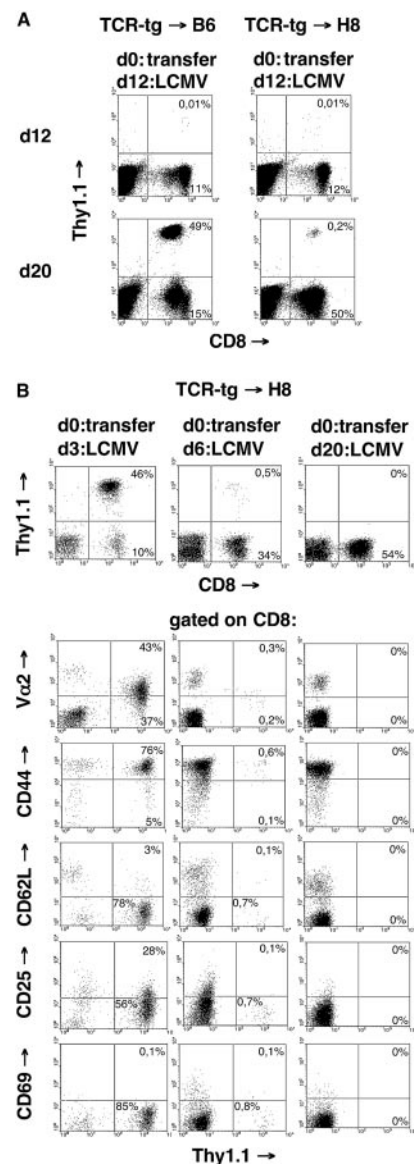 A
TCR-tg → B6 TCR-tg → H8
d0: transfer d0: transfer
d12:LCMV d12:LCMV
d12
0,01% 0,01%
11% 12%
Thy1.1 →
d20
49% 0,2%
15% 50%
CD8 →
B
TCR-tg → H8
d0:transfer d0:transfer d0:transfer
d3:LCMV d6:LCMV d20:LCMV
Thy1.1 →
46% 0,5% 0%
10% 34% 54%
CD8 →
gated on CD8:
Vα2 →
43% 0,3% 0%
37% 0,2% 0%
CD44 →
76% 0,6% 0%
5% 0,1% 0%
CD62L →
3% 0,1% 0%
78% 0,7% 0%
CD25 →
28% 0,1% 0%
56% 0,7% 0%
CD69 →
0,1% 0,1% 0%
85% 0,8% 0%
Thy1.1 →